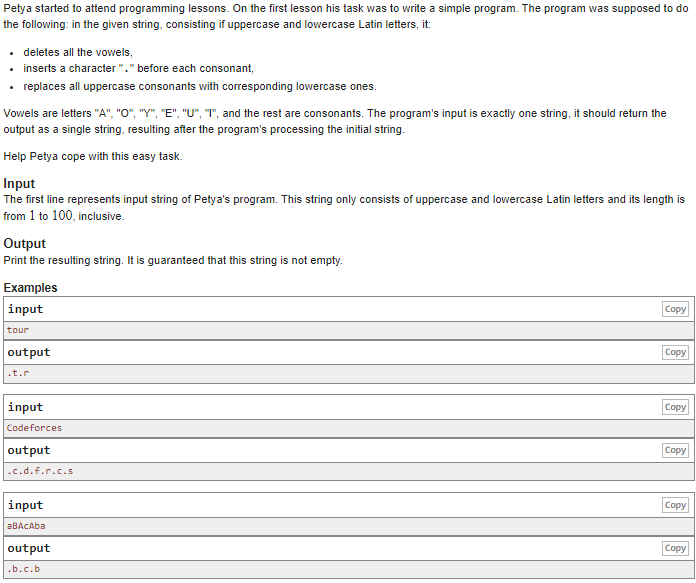 Petya started to attend programming lessons. On the first lesson his task was to write a simple program. The program was supposed to do
the following: in the given string, consisting if uppercase and lowercase Latin letters, it:
• deletes all the vowels,
• inserts a character "." before each consonant,
• replaces all uppercase consonants with corresponding lowercase ones.
Vowels are letters "A", "O", "Y", "E", "U", "I", and the rest are consonants. The program's input is exactly one string, it should return the
output as a single string, resulting after the program's processing the initial string.
Help Petya cope with this easy task.
Input
The first line represents input string of Petya's program. This string only consists of uppercase and lowercase Latin letters and its length is
from 1 to 100, inclusive.
Output
Print the resulting string. It is guaranteed that this string is not empty.
Examples
input Copy
tour
output Copy
.t.r
input Copy
Codeforces
output Copy
.c.d.f.r.c.s
input Copy
aBAcAba
output Copy
.b.c.b